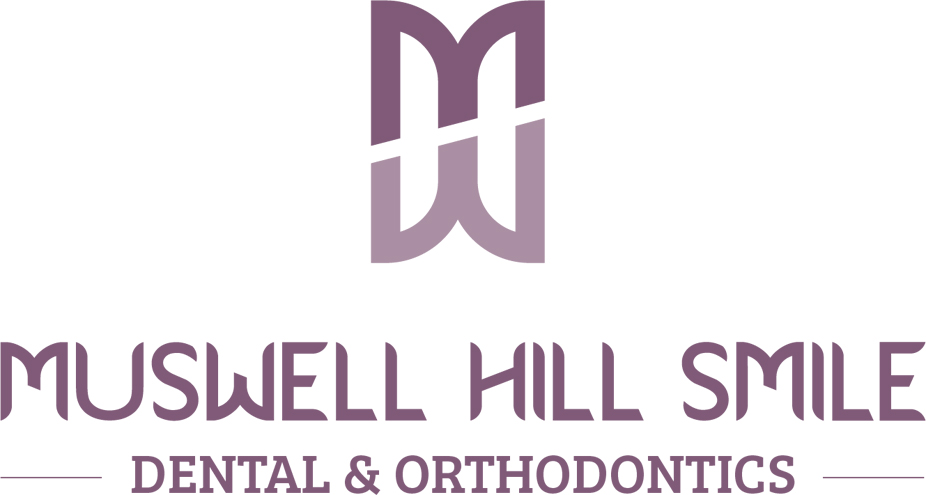 MUSWELL HILL SMILE
DENTAL & ORTHODONTICS